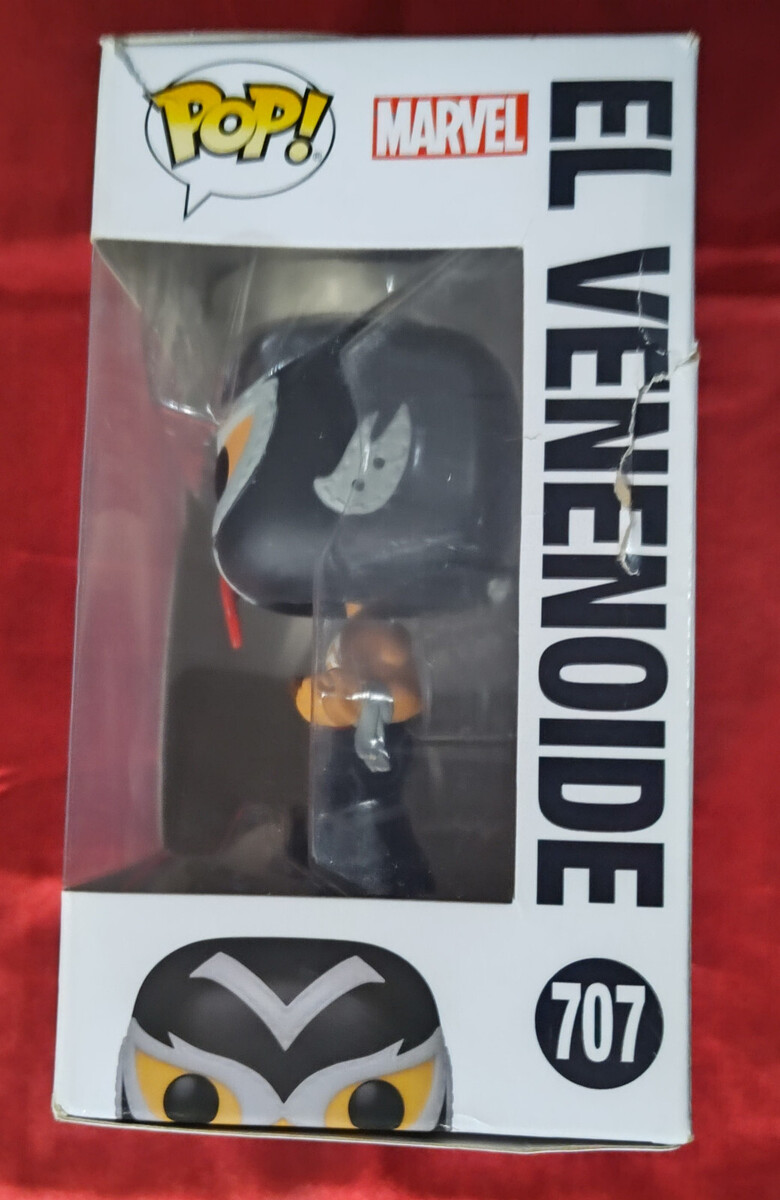 POP!
MARVEL
EL VENENOIDE
707